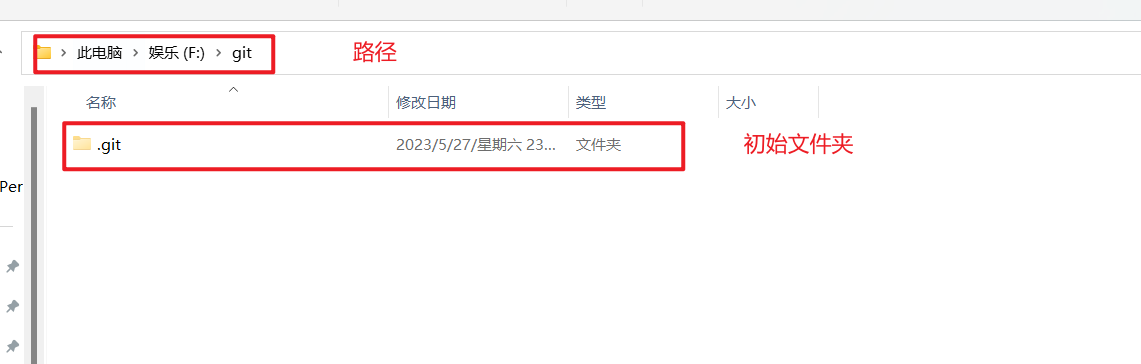 此电脑 > 娱乐 (F:) > git
路径
名称 修改日期 类型 大小
.git 2023/5/27/星期六 23... 文件夹
初始文件夹
Per